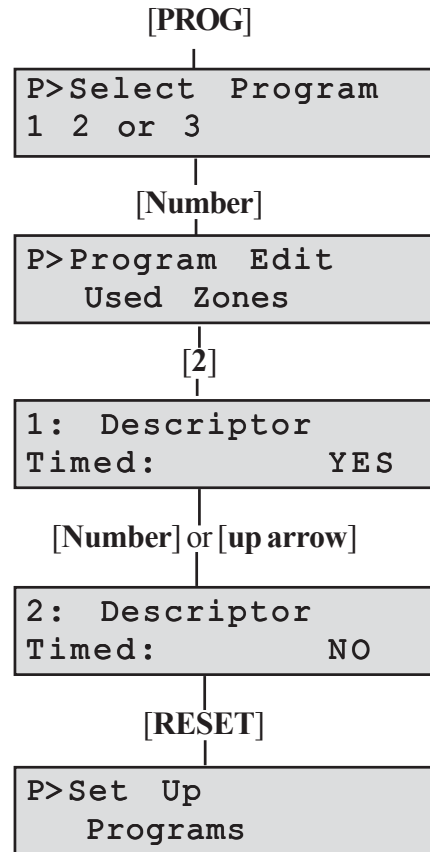 [PROG]
P>Select Program
1 2 or 3
[Number]
P>Program Edit
Used Zones
[2]
1: Descriptor
Timed: YES
[Number] or [up arrow]
2: Descriptor
Timed: NO
[RESET]
P>Set Up
Programs